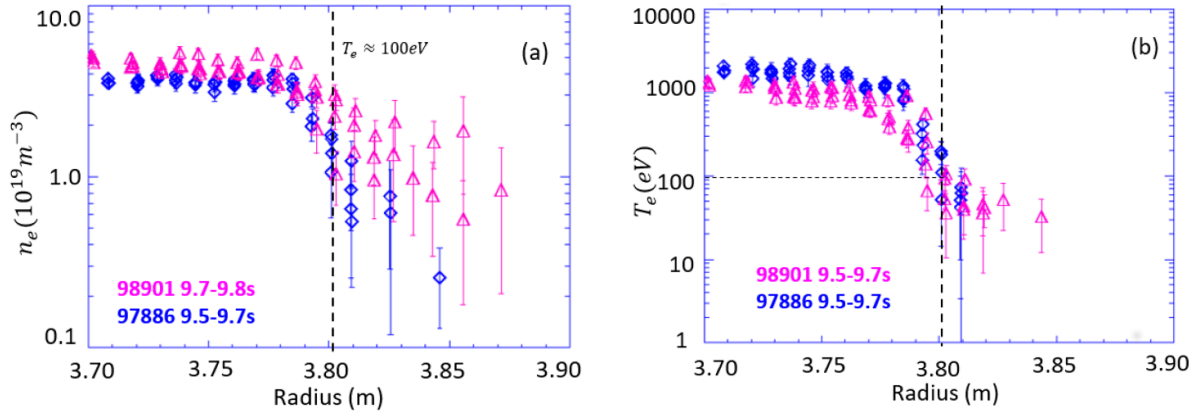 10.0
1.0
0.1
n_e(10^19 m^-3)
T_e ≈ 100eV
(a)
98901 9.7-9.8s
97886 9.5-9.7s
3.70 3.75 3.80 3.85 3.90
Radius (m)
10000
1000
100
10
1
T_e(eV)
(b)
98901 9.5-9.7s
97886 9.5-9.7s
3.70 3.75 3.80 3.85 3.90
Radius (m)